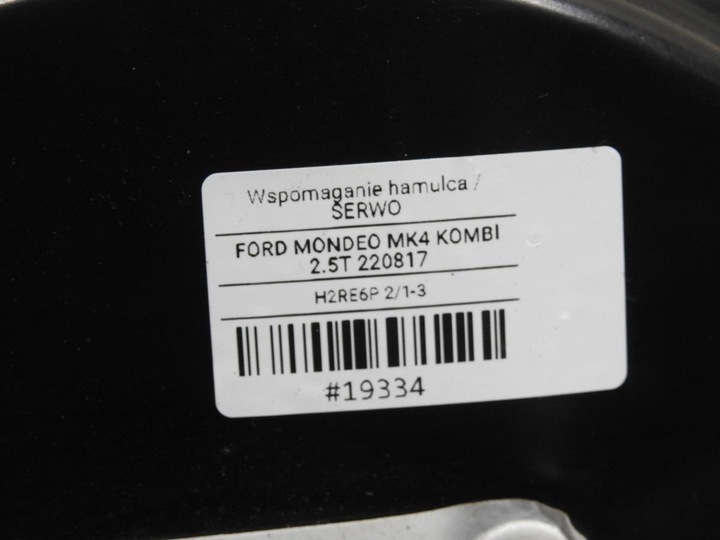 Wspomaganie hamulca /
SERWO
FORD MONDEO MK4 KOMBI
2.5T 220817
H2RE6P 2/1-3
#19334